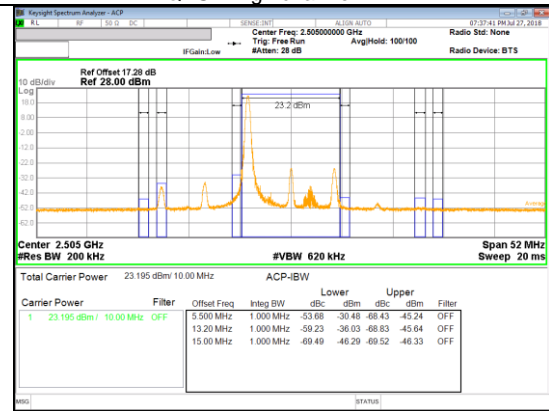 Keysight Spectrum Analyzer - ACP
RL RF 50 Ω DC SENSE:INT ALIGN AUTO 07:37:41 PM Jul 27, 2018
Center Freq: 2.505000000 GHz Radio Std: None
Trig: Free Run Avg|Hold: 100/100
IFGain:Low #Atten: 28 dB Radio Device: BTS
Ref Offset 17.28 dB
10 dB/div Ref 28.00 dBm
Log
18.0
23.2 dBm
8.00
-2.00
-12.0
-22.0
-32.0
-42.0
-52.0
-62.0
Center 2.505 GHz Span 52 MHz
#Res BW 200 kHz #VBW 620 kHz Sweep 20 ms
Total Carrier Power 23.195 dBm/ 10.00 MHz ACP-IBW
Lower Upper
Carrier Power Filter Offset Freq Integ BW dBc dBm dBc dBm Filter
1 23.195 dBm / 10.00 MHz OFF 5.500 MHz 1.000 MHz -53.68 -30.48 -68.43 -45.24 OFF
13.20 MHz 1.000 MHz -59.23 -36.03 -68.83 -45.64 OFF
15.00 MHz 1.000 MHz -69.49 -46.29 -69.52 -46.33 OFF
MSG STATUS